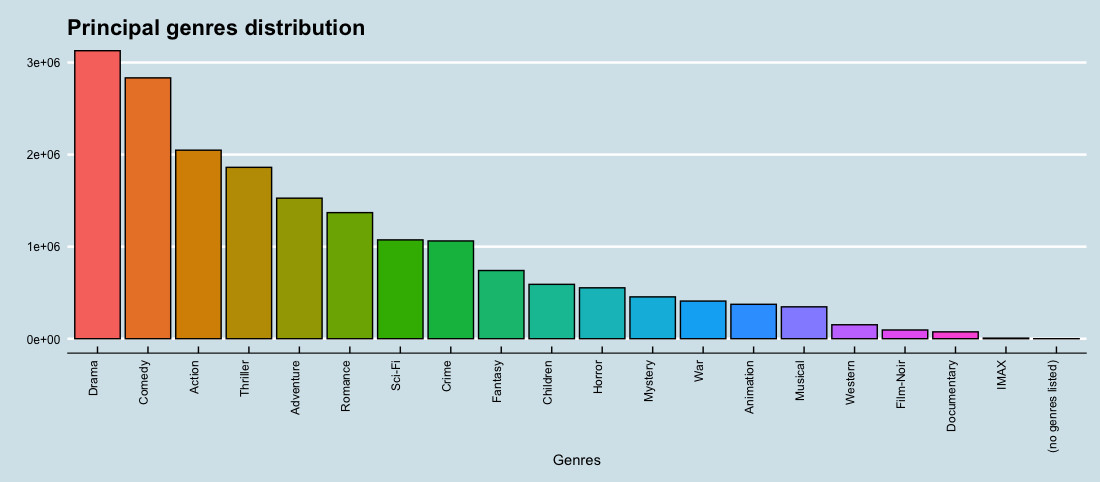 Principal genres distribution
3e+06
2e+06
1e+06
0e+00
Drama
Comedy
Action
Thriller
Adventure
Romance
Sci-Fi
Crime
Fantasy
Children
Horror
Mystery
War
Animation
Musical
Western
Film-Noir
Documentary
IMAX
(no genres listed)
Genres